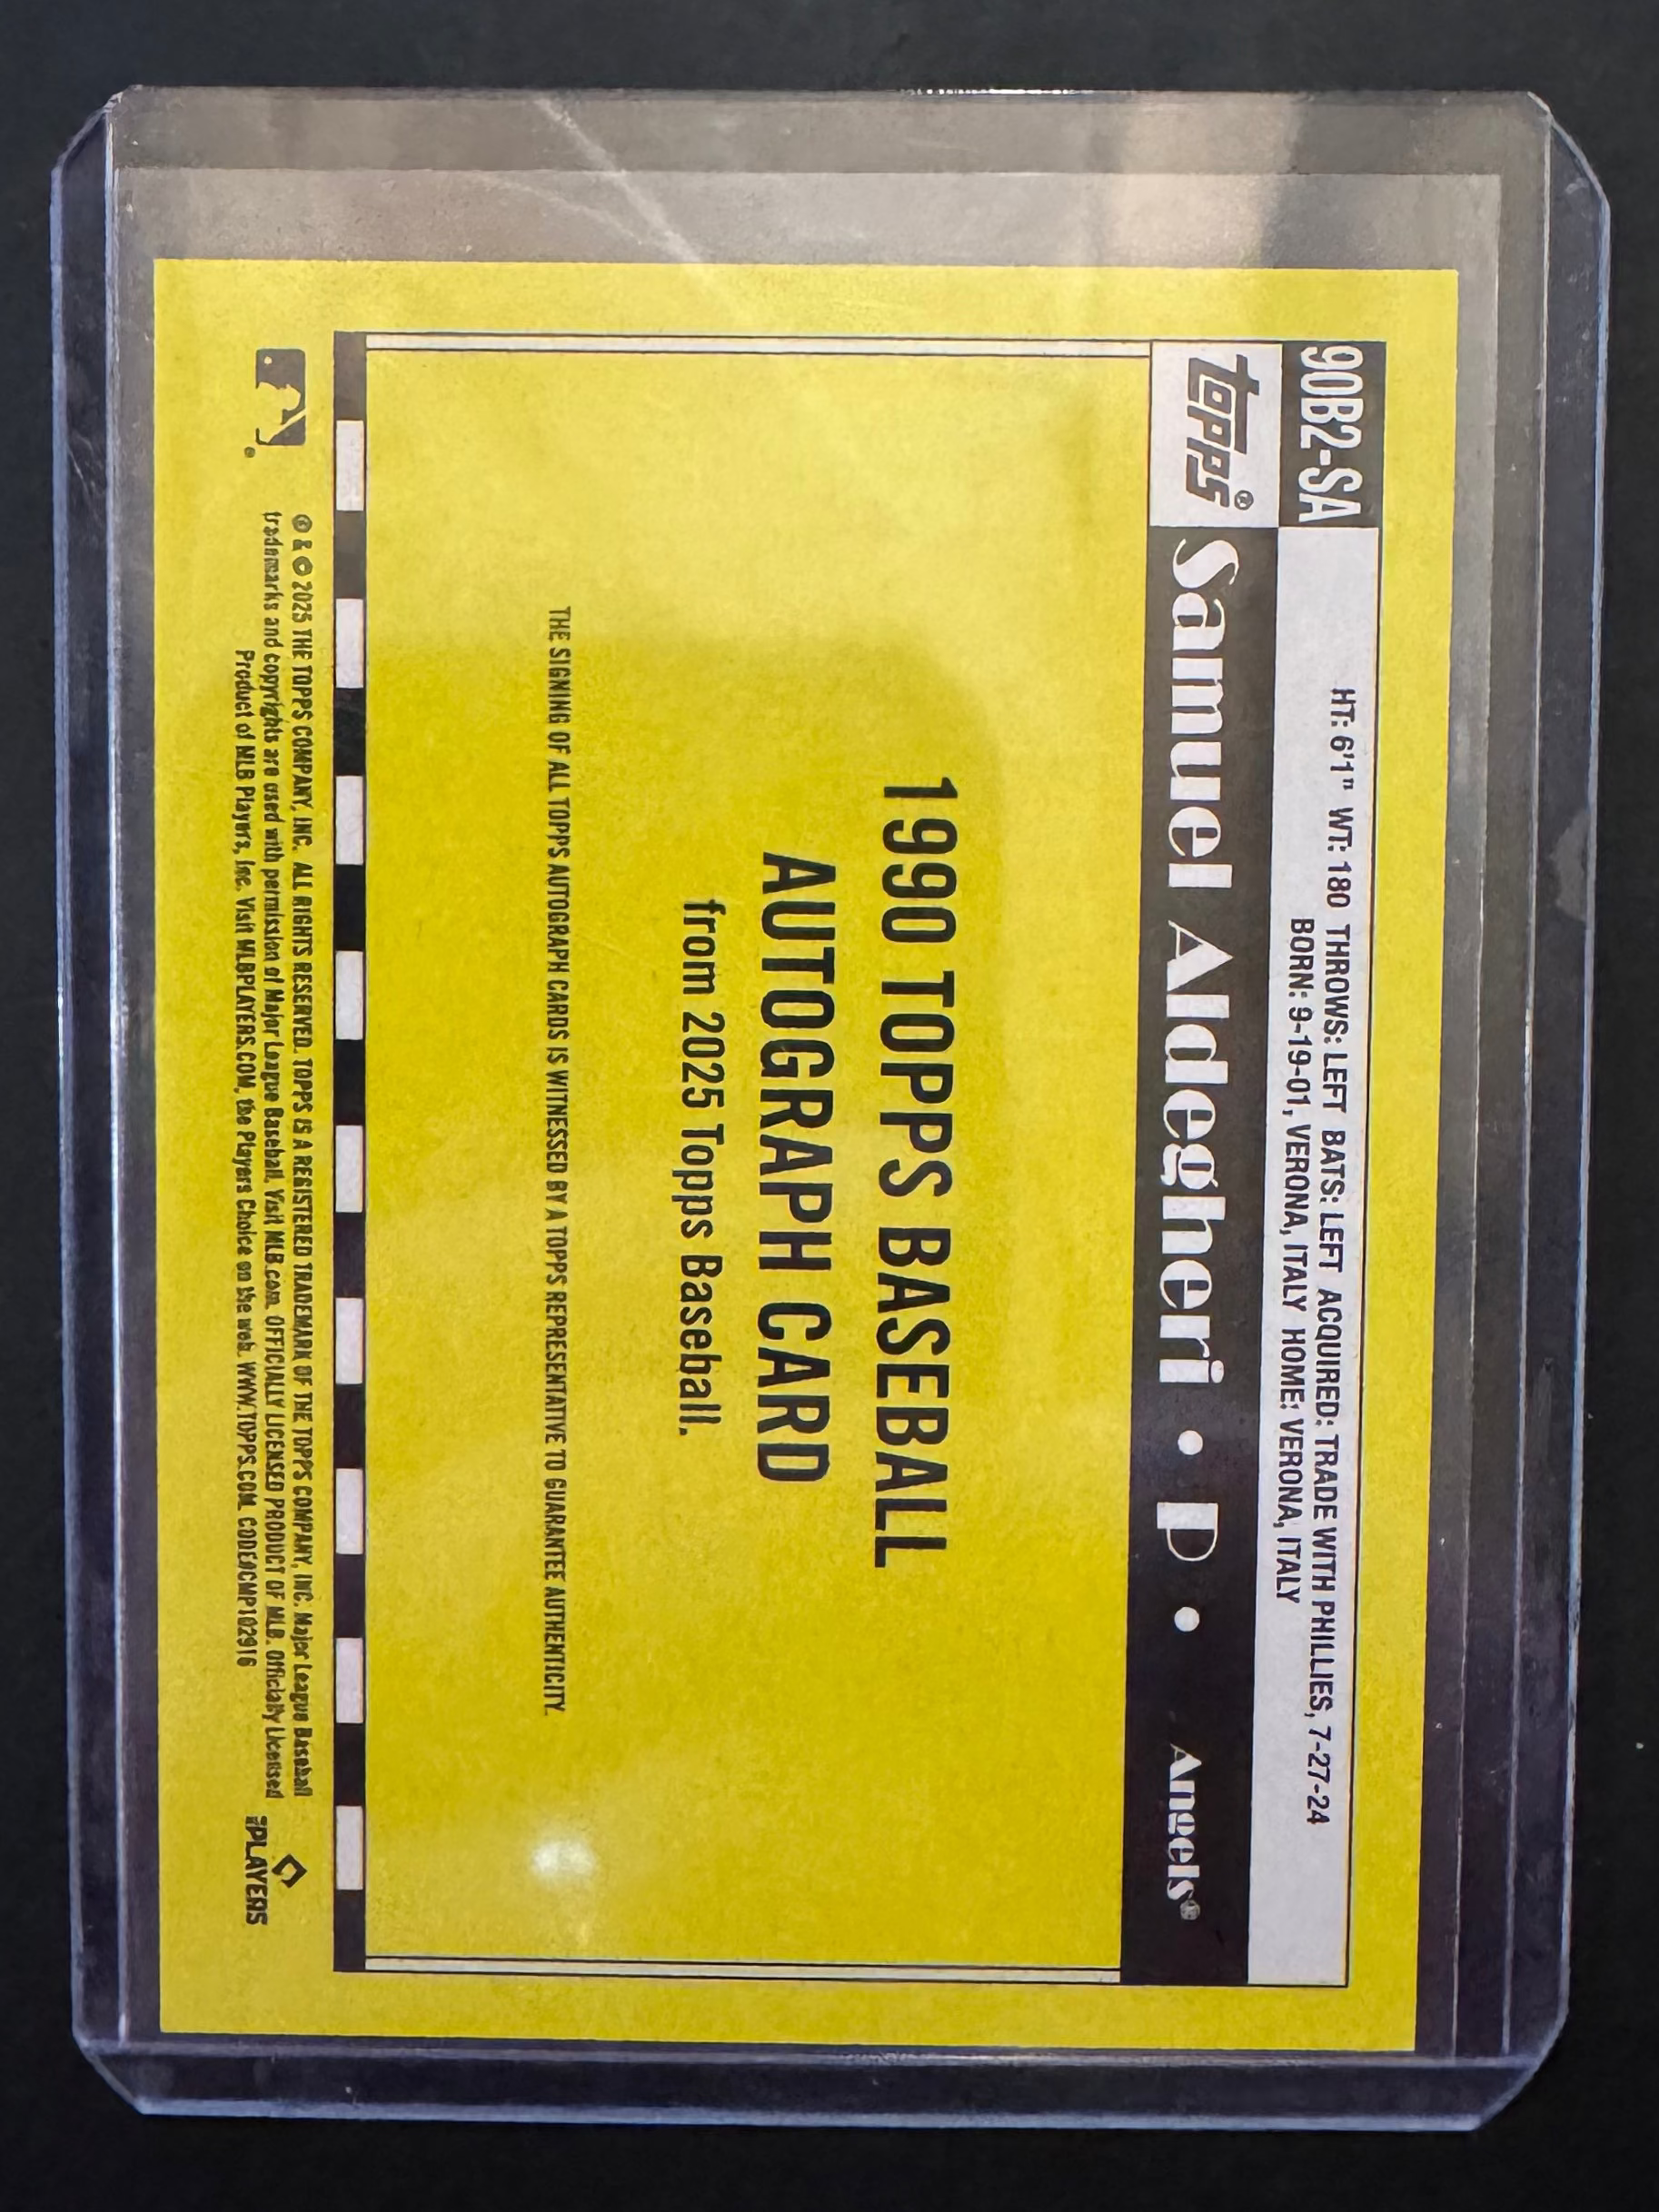 90B2-SA
HT: 6'1" WT: 180 THROWS: LEFT BATS: LEFT ACQUIRED: TRADE WITH PHILLIES, 7-27-24
BORN: 9-19-01, VERONA, ITALY HOME: VERONA, ITALY
Topps®
Samuel Aldegheri • P •
Angels®
1990 TOPPS BASEBALL
AUTOGRAPH CARD
from 2025 Topps Baseball.
THE SIGNING OF ALL TOPPS AUTOGRAPH CARDS IS WITNESSED BY A TOPPS REPRESENTATIVE TO GUARANTEE AUTHENTICITY.
® & © 2025 THE TOPPS COMPANY, INC. ALL RIGHTS RESERVED. TOPPS IS A REGISTERED TRADEMARK OF THE TOPPS COMPANY, INC. Major League Baseball
trademarks and copyrights are used with permission of Major League Baseball. Visit MLB.com. OFFICIALLY LICENSED PRODUCT OF MLB. Officially Licensed
Product of MLB Players, Inc. Visit MLBPLAYERS.COM, the Players Choice on the web. WWW.TOPPS.COM. CODE#CMP102916
PLAYERS